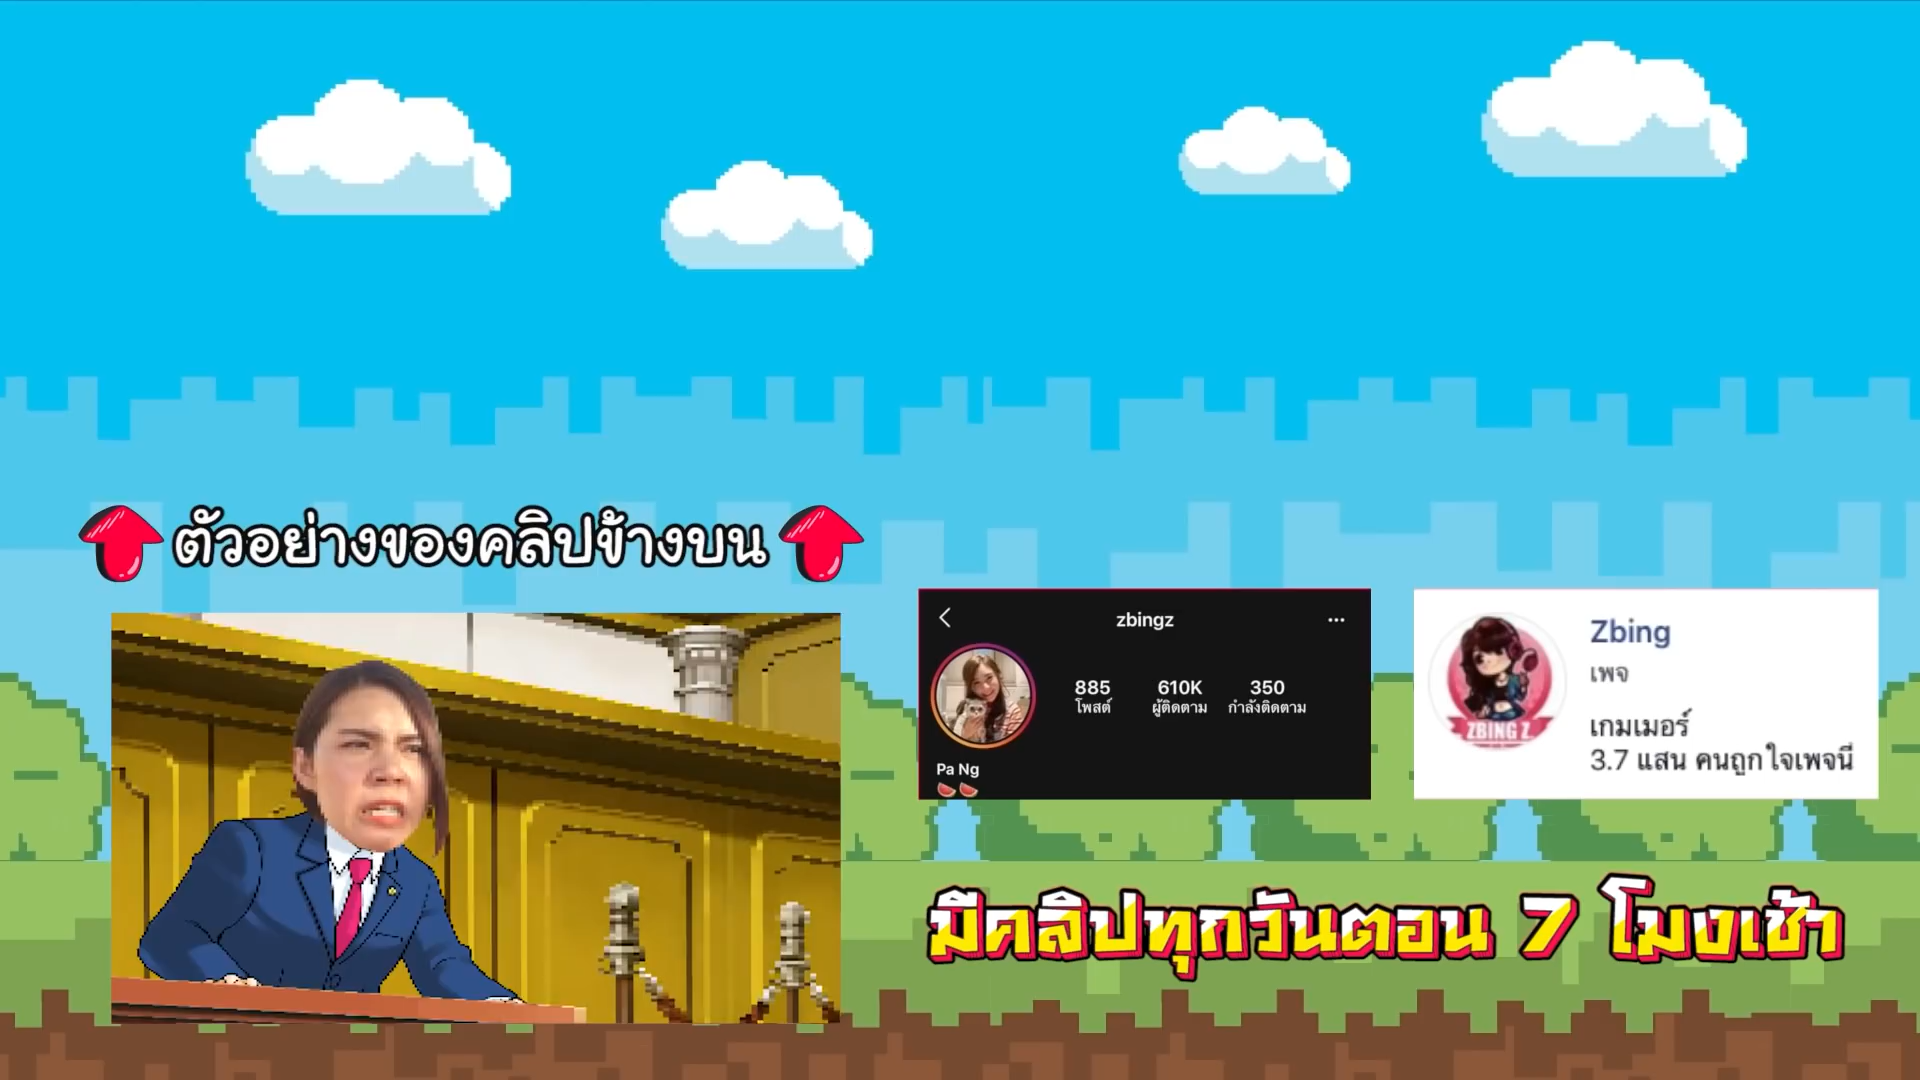 ตัวอย่างของคลิปข้างบน
zbingz
885
โพสต์
610K
ผู้ติดตาม
350
กำลังติดตาม
Pa Ng
Zbing
เพจ
เกมเมอร์
3.7 แสน คนถูกใจเพจนี้
ZBING Z.
มีคลิปทุกวันตอน 7 โมงเช้า